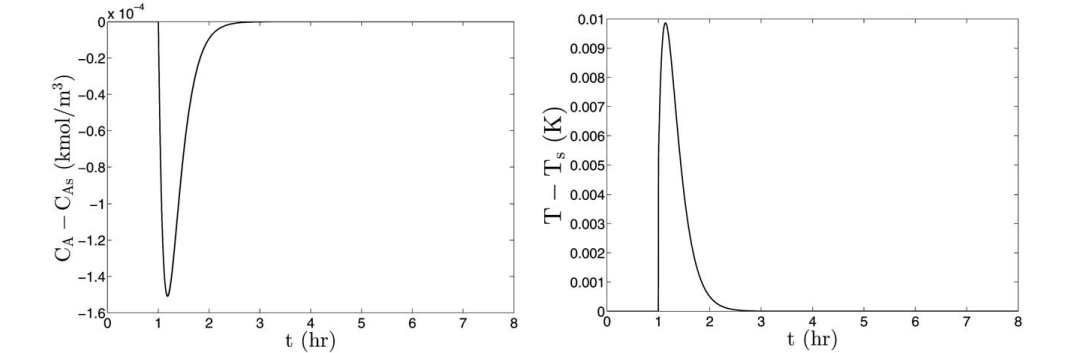 x 10⁻⁴
0
−0.2
−0.4
−0.6
−0.8
−1
−1.2
−1.4
−1.6
C_A − C_As (kmol/m³)
0 1 2 3 4 5 6 7 8
t (hr)
0.01
0.009
0.008
0.007
0.006
0.005
0.004
0.003
0.002
0.001
0
T − T_s (K)
0 1 2 3 4 5 6 7 8
t (hr)